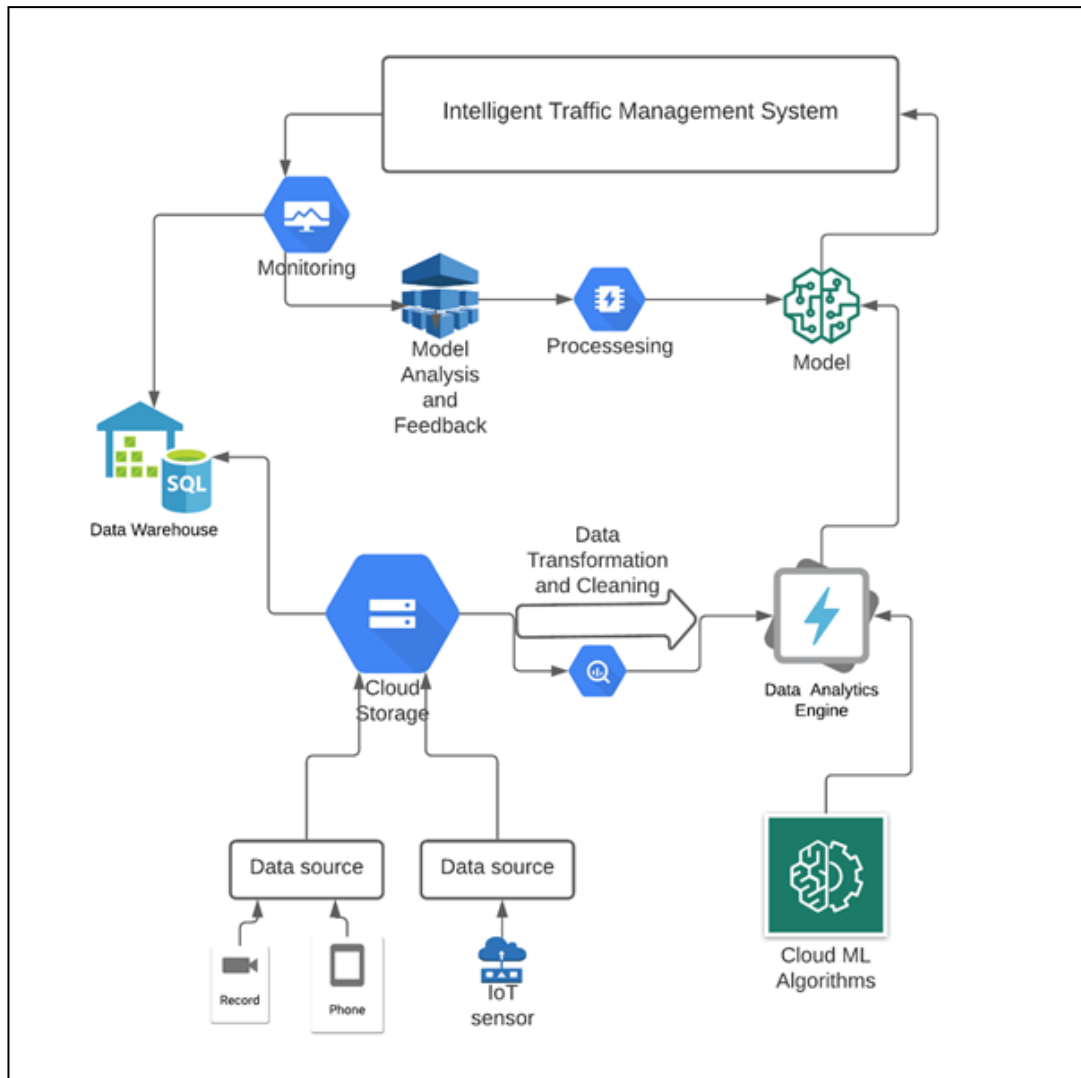 Intelligent Traffic Management System
Monitoring
Model
Analysis
and
Feedback
Processesing
Model
SQL
Data Warehouse
Data
Transformation
and Cleaning
Cloud
Storage
Data Analytics
Engine
Data source
Data source
Record
Phone
IoT
sensor
Cloud ML
Algorithms